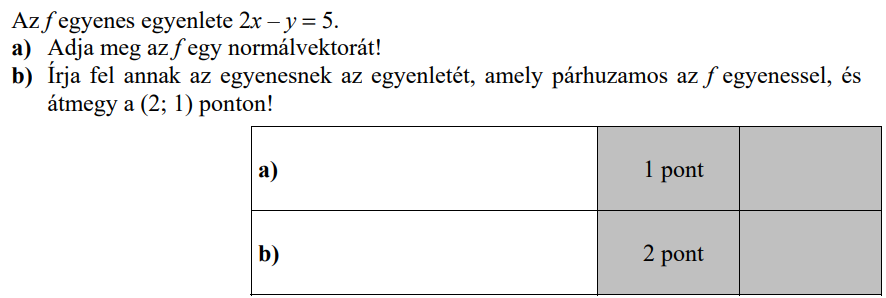 Az f egyenes egyenlete 2x – y = 5.
a) Adja meg az f egy normálvektorát!
b) Írja fel annak az egyenesnek az egyenletét, amely párhuzamos az f egyenessel, és
átmegy a (2; 1) ponton!
a) 1 pont
b) 2 pont